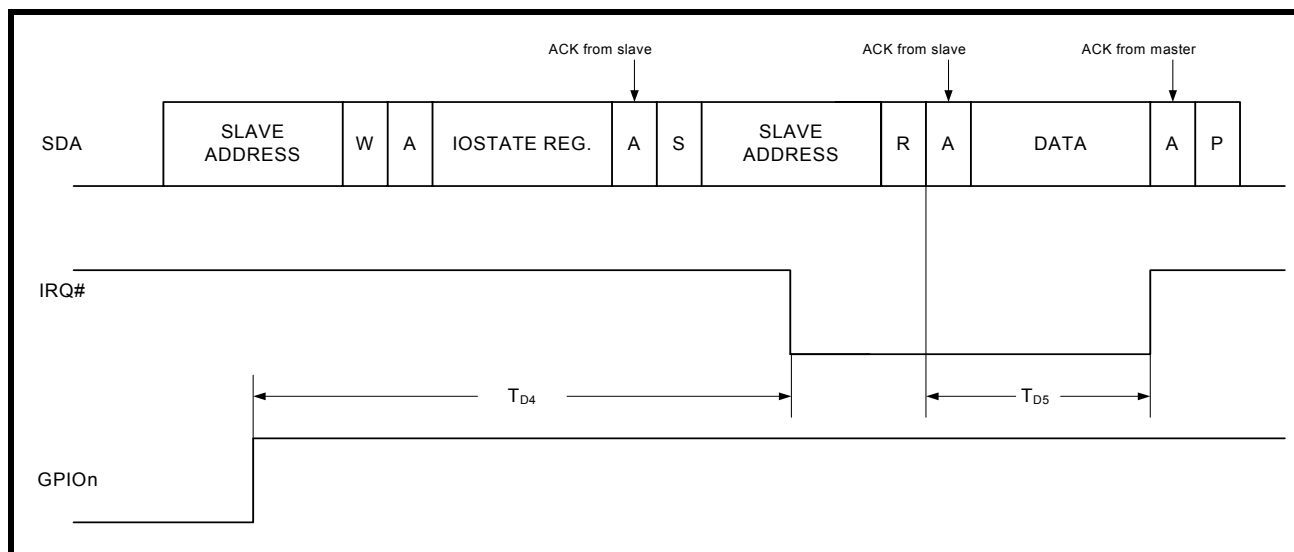 ACK from slave
ACK from slave
ACK from master
SDA
SLAVE
ADDRESS
W
A
IOSTATE REG.
A
S
SLAVE
ADDRESS
R
A
DATA
A
P
IRQ#
TD4
TD5
GPIOn